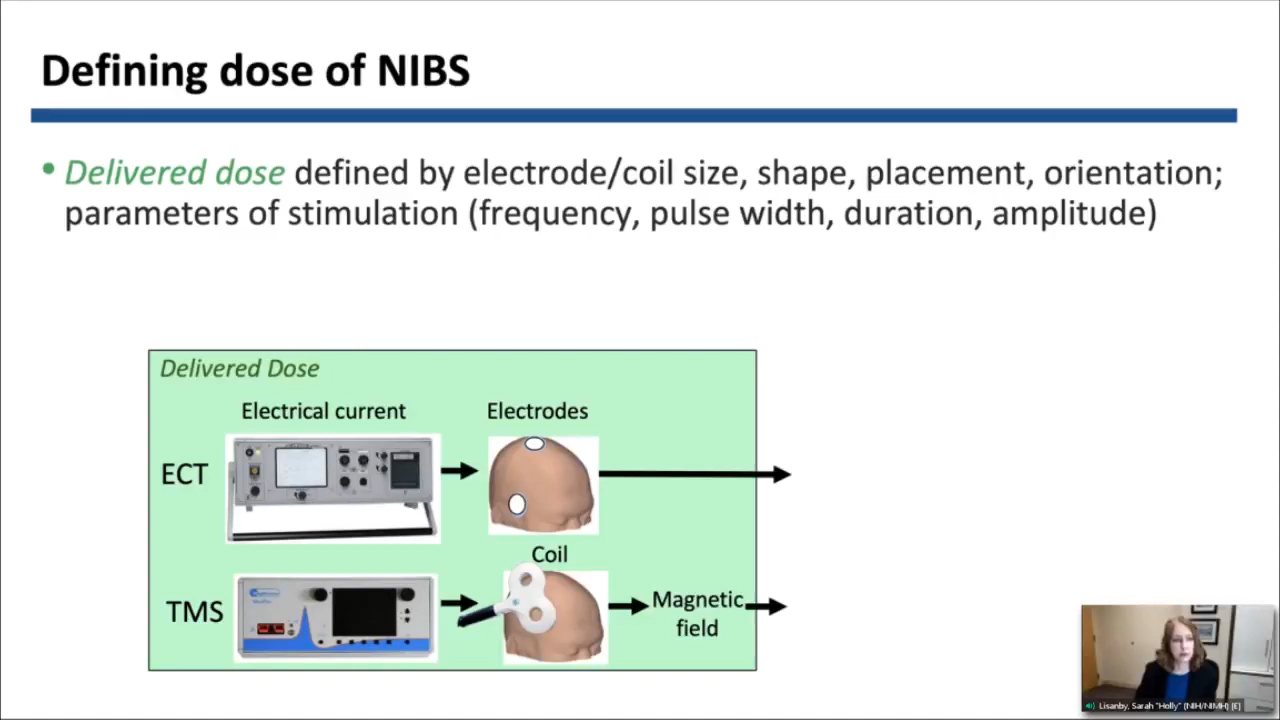 Defining dose of NIBS
• Delivered dose defined by electrode/coil size, shape, placement, orientation;
parameters of stimulation (frequency, pulse width, duration, amplitude)
Delivered Dose
Electrical current
Electrodes
ECT
Coil
TMS
Magnetic
field
Lisanby, Sarah "Holly" (NIH/NIMH) [E]